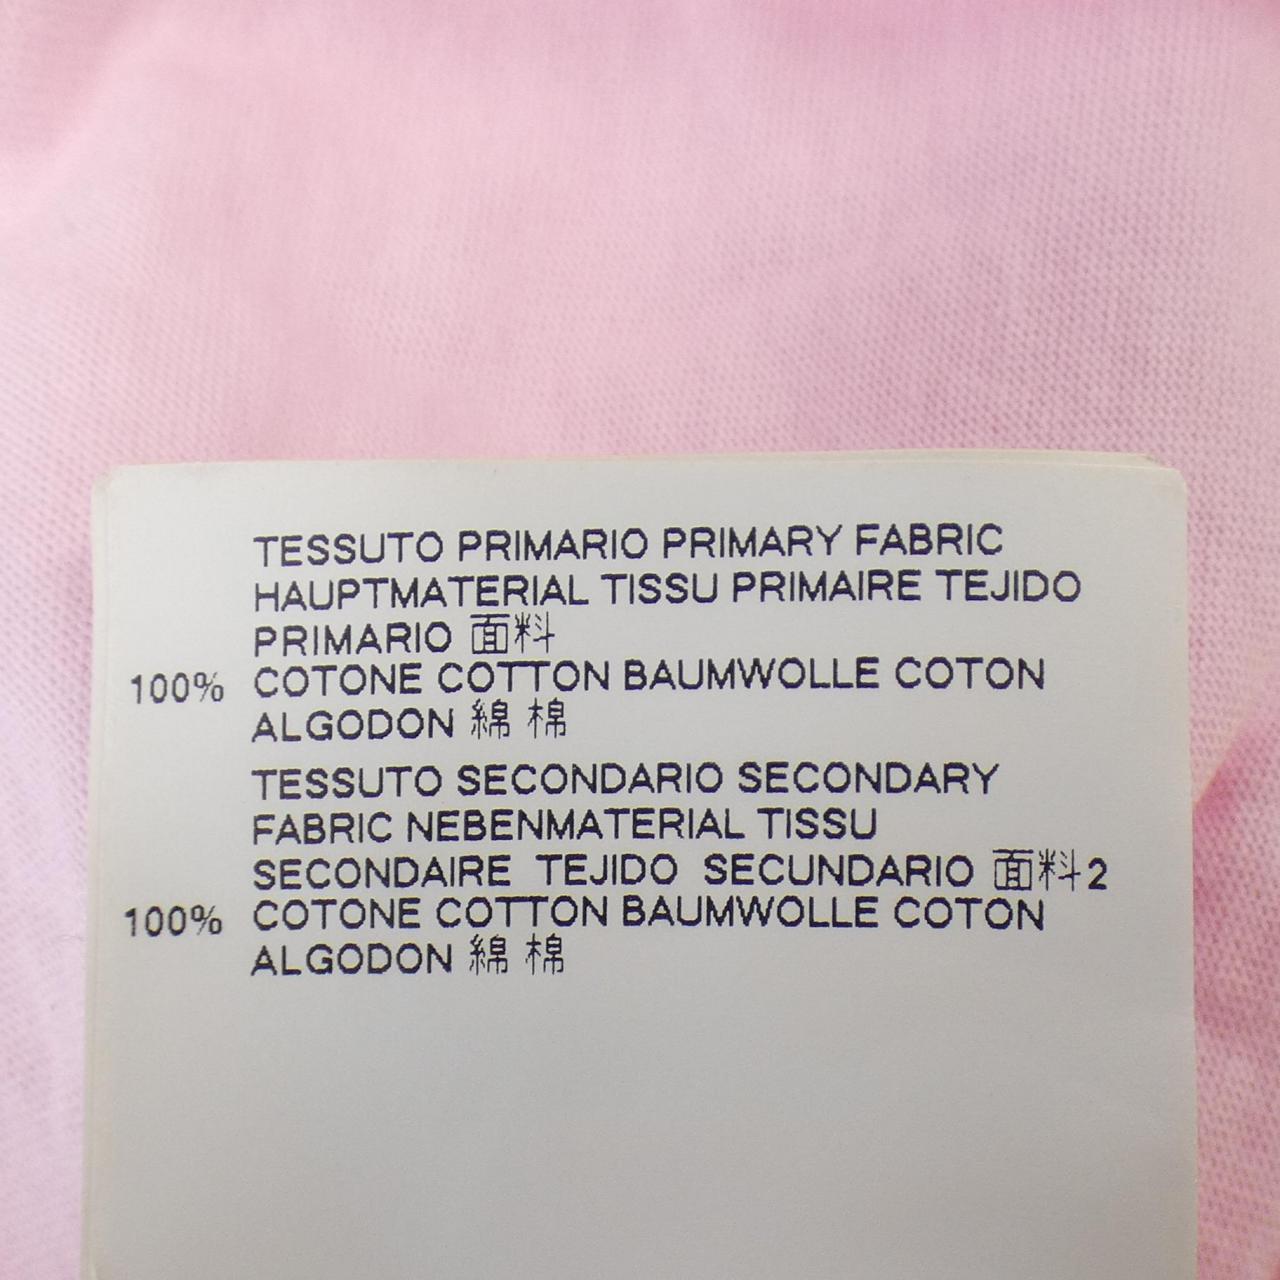 TESSUTO PRIMARIO PRIMARY FABRIC
HAUPTMATERIAL TISSU PRIMAIRE TEJIDO
PRIMARIO 面料
100% COTONE COTTON BAUMWOLLE COTON
ALGODON 綿 棉
TESSUTO SECONDARIO SECONDARY
FABRIC NEBENMATERIAL TISSU
SECONDAIRE TEJIDO SECUNDARIO 面料2
100% COTONE COTTON BAUMWOLLE COTON
ALGODON 綿 棉